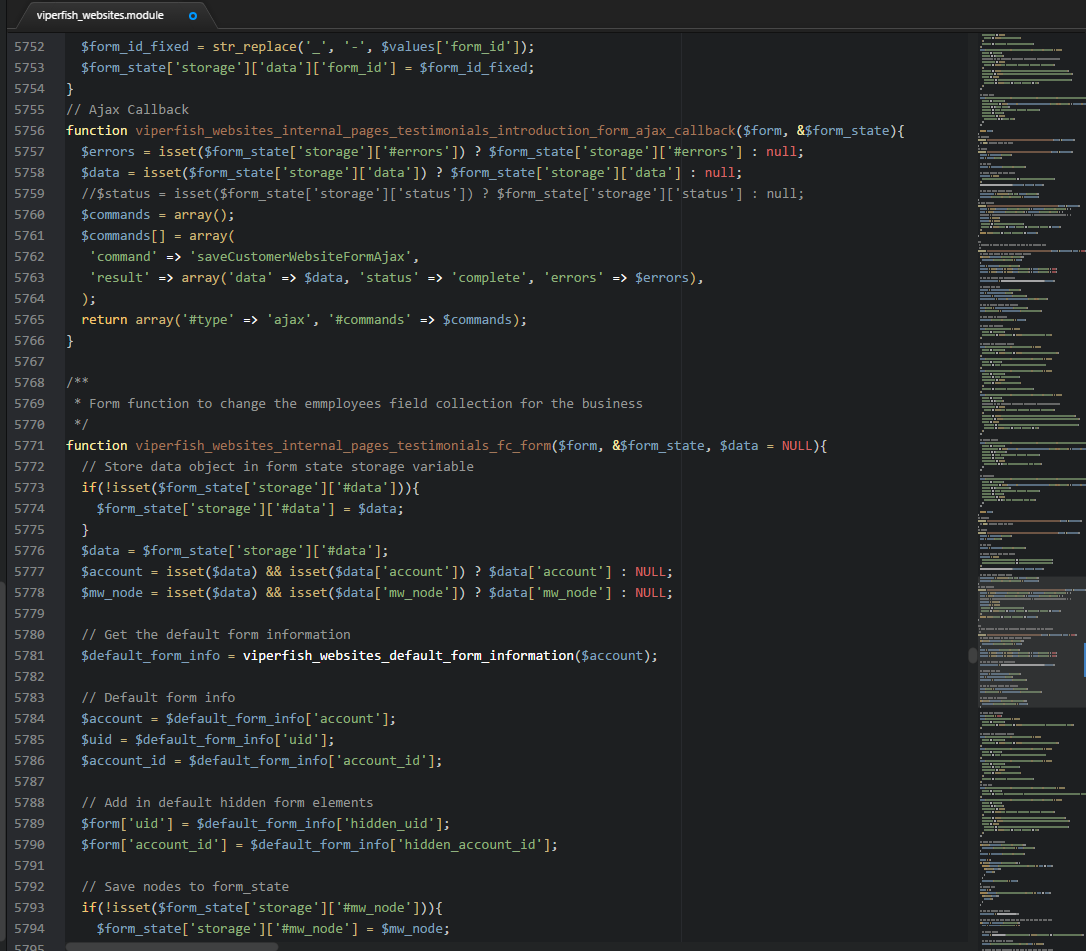 viperfish_websites.module
5752 $form_id_fixed = str_replace('_', '-', $values['form_id']);
5753 $form_state['storage']['data']['form_id'] = $form_id_fixed;
5754 }
5755 // Ajax Callback
5756 function viperfish_websites_internal_pages_testimonials_introduction_form_ajax_callback($form, &$form_state){
5757 $errors = isset($form_state['storage']['#errors']) ? $form_state['storage']['#errors'] : null;
5758 $data = isset($form_state['storage']['data']) ? $form_state['storage']['data'] : null;
5759 //$status = isset($form_state['storage']['status']) ? $form_state['storage']['status'] : null;
5760 $commands = array();
5761 $commands[] = array(
5762 'command' => 'saveCustomerWebsiteFormAjax',
5763 'result' => array('data' => $data, 'status' => 'complete', 'errors' => $errors),
5764 );
5765 return array('#type' => 'ajax', '#commands' => $commands);
5766 }
5767
5768 /**
5769 * Form function to change the emmployees field collection for the business
5770 */
5771 function viperfish_websites_internal_pages_testimonials_fc_form($form, &$form_state, $data = NULL){
5772 // Store data object in form state storage variable
5773 if(!isset($form_state['storage']['#data'])){
5774 $form_state['storage']['#data'] = $data;
5775 }
5776 $data = $form_state['storage']['#data'];
5777 $account = isset($data) && isset($data['account']) ? $data['account'] : NULL;
5778 $mw_node = isset($data) && isset($data['mw_node']) ? $data['mw_node'] : NULL;
5779
5780 // Get the default form information
5781 $default_form_info = viperfish_websites_default_form_information($account);
5782
5783 // Default form info
5784 $account = $default_form_info['account'];
5785 $uid = $default_form_info['uid'];
5786 $account_id = $default_form_info['account_id'];
5787
5788 // Add in default hidden form elements
5789 $form['uid'] = $default_form_info['hidden_uid'];
5790 $form['account_id'] = $default_form_info['hidden_account_id'];
5791
5792 // Save nodes to form_state
5793 if(!isset($form_state['storage']['#mw_node'])){
5794 $form_state['storage']['#mw_node'] = $mw_node;
5795